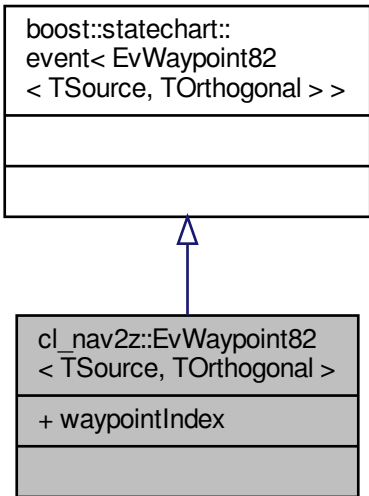 boost::statechart::
event< EvWaypoint82
< TSource, TOrthogonal > >
cl_nav2z::EvWaypoint82
< TSource, TOrthogonal >
+ waypointIndex